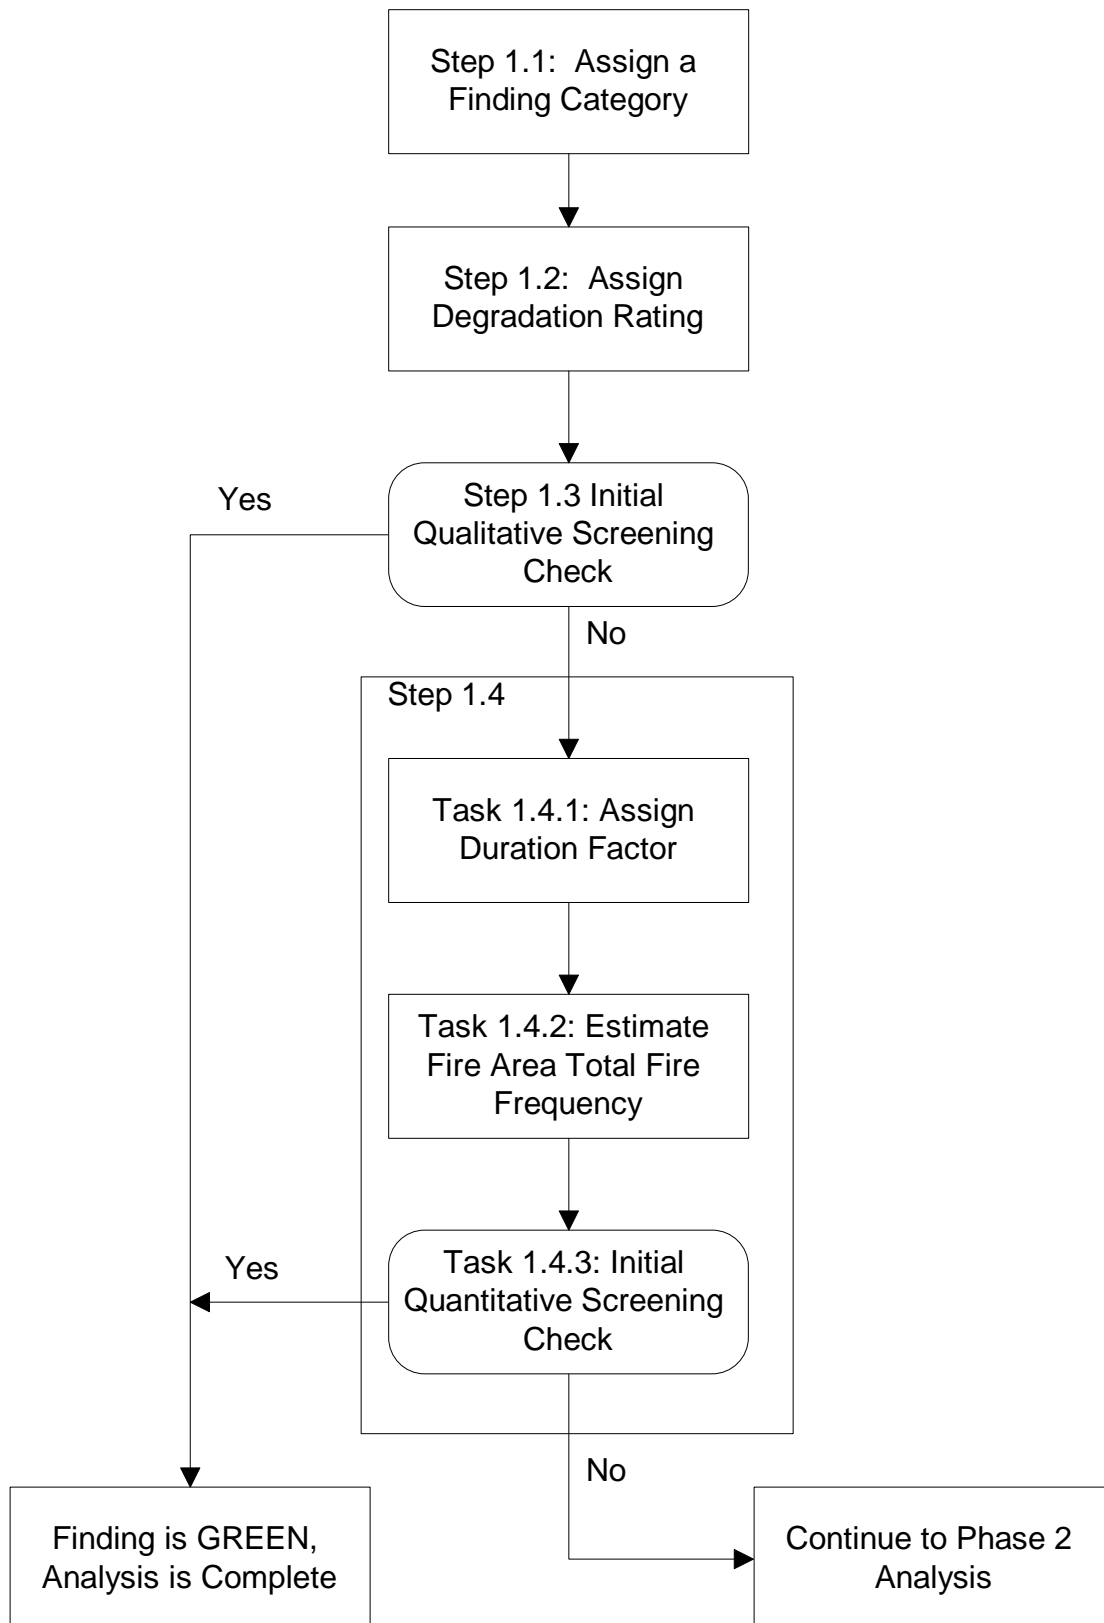 Step 1.1:  Assign a
Finding Category
Step 1.2:  Assign
Degradation Rating
Step 1.3 Initial
Qualitative Screening
Check
Yes
No
Step 1.4
Task 1.4.1: Assign
Duration Factor
Task 1.4.2: Estimate
Fire Area Total Fire
Frequency
Task 1.4.3: Initial
Quantitative Screening
Check
Yes
No
Finding is GREEN,
Analysis is Complete
Continue to Phase 2
Analysis